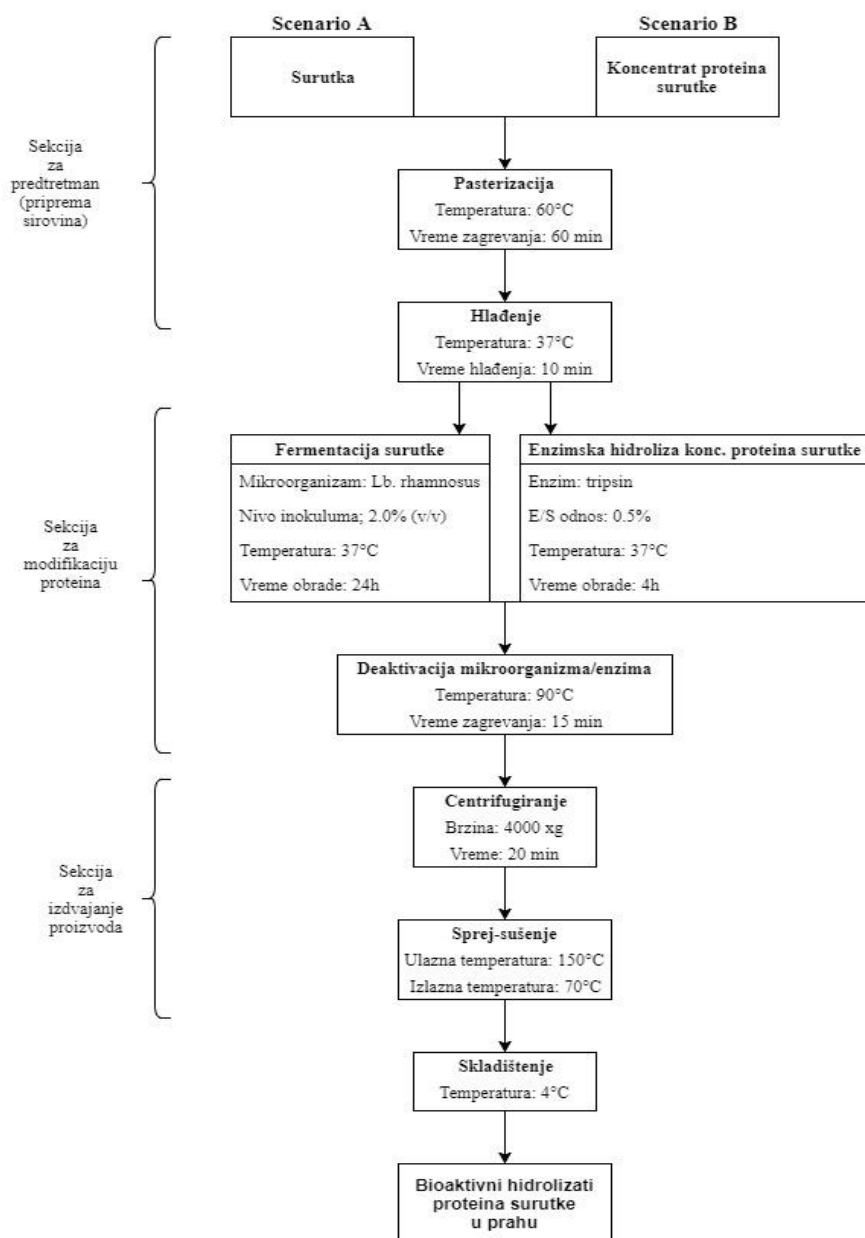 Scenario A
Scenario B
Surutka
Koncentrat proteina
surutke
Sekcija
za
predtretman
(priprema
sirovina)
Pasterizacija
Temperatura: 60°C
Vreme zagrevanja: 60 min
Hlađenje
Temperatura: 37°C
Vreme hlađenja: 10 min
Sekcija
za
modifikaciju
proteina
Fermentacija surutke
Mikroorganizam: Lb. rhamnosus
Nivo inokuluma; 2.0% (v/v)
Temperatura: 37°C
Vreme obrade: 24h
Enzimska hidroliza konc. proteina surutke
Enzim: tripsin
E/S odnos: 0.5%
Temperatura: 37°C
Vreme obrade: 4h
Deaktivacija mikroorganizma/enzima
Temperatura: 90°C
Vreme zagrevanja: 15 min
Sekcija
za
izdvajanje
proizvoda
Centrifugiranje
Brzina: 4000 xg
Vreme: 20 min
Sprej-sušenje
Ulazna temperatura: 150°C
Izlazna temperatura: 70°C
Skladištenje
Temperatura: 4°C
Bioaktivni hidrolizati
proteina surutke
u prahu